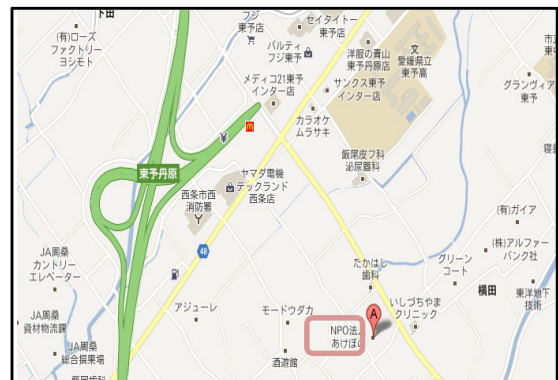 下田
(有)ローズ
ファクトリー
ヨシモト
フジ
東予店
セイタイトー
東予店
パルティ
フジ東予
洋服の青山
東予丹原店
文
愛媛県立
東予高
メディコ21東予
インター店
サンクス東予
インター店
グランヴィア
東予
カラオケ
ムラサキ
飯尾皮フ科
泌尿器科
東予丹原
ヤマダ電機
テックランド
西条店
西条市西
消防署
48
JA周桑
カントリー
エレベーター
JA周桑
資材物流課
JA周桑
総合撰果場
アジュール
モードウダカ
酒遊館
たかはし
歯科
グリーン
コート
(有)ガイア
(株)アルファー
バンク社
横田
東洋地下
技術
いしづちやま
クリニック
A
NPO法人
あけぼの